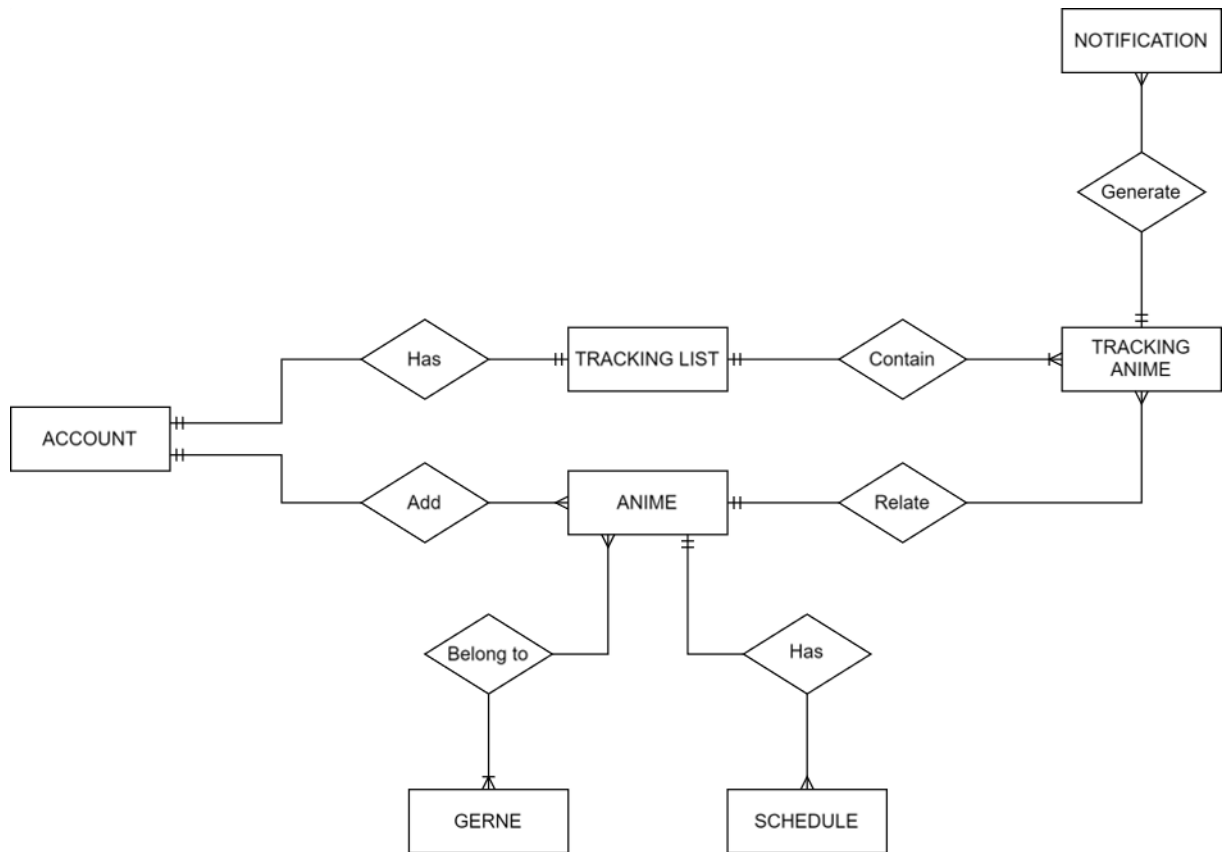 NOTIFICATION
Generate
Has
TRACKING LIST
Contain
TRACKING
ANIME
ACCOUNT
Add
ANIME
Relate
Belong to
Has
GERNE
SCHEDULE